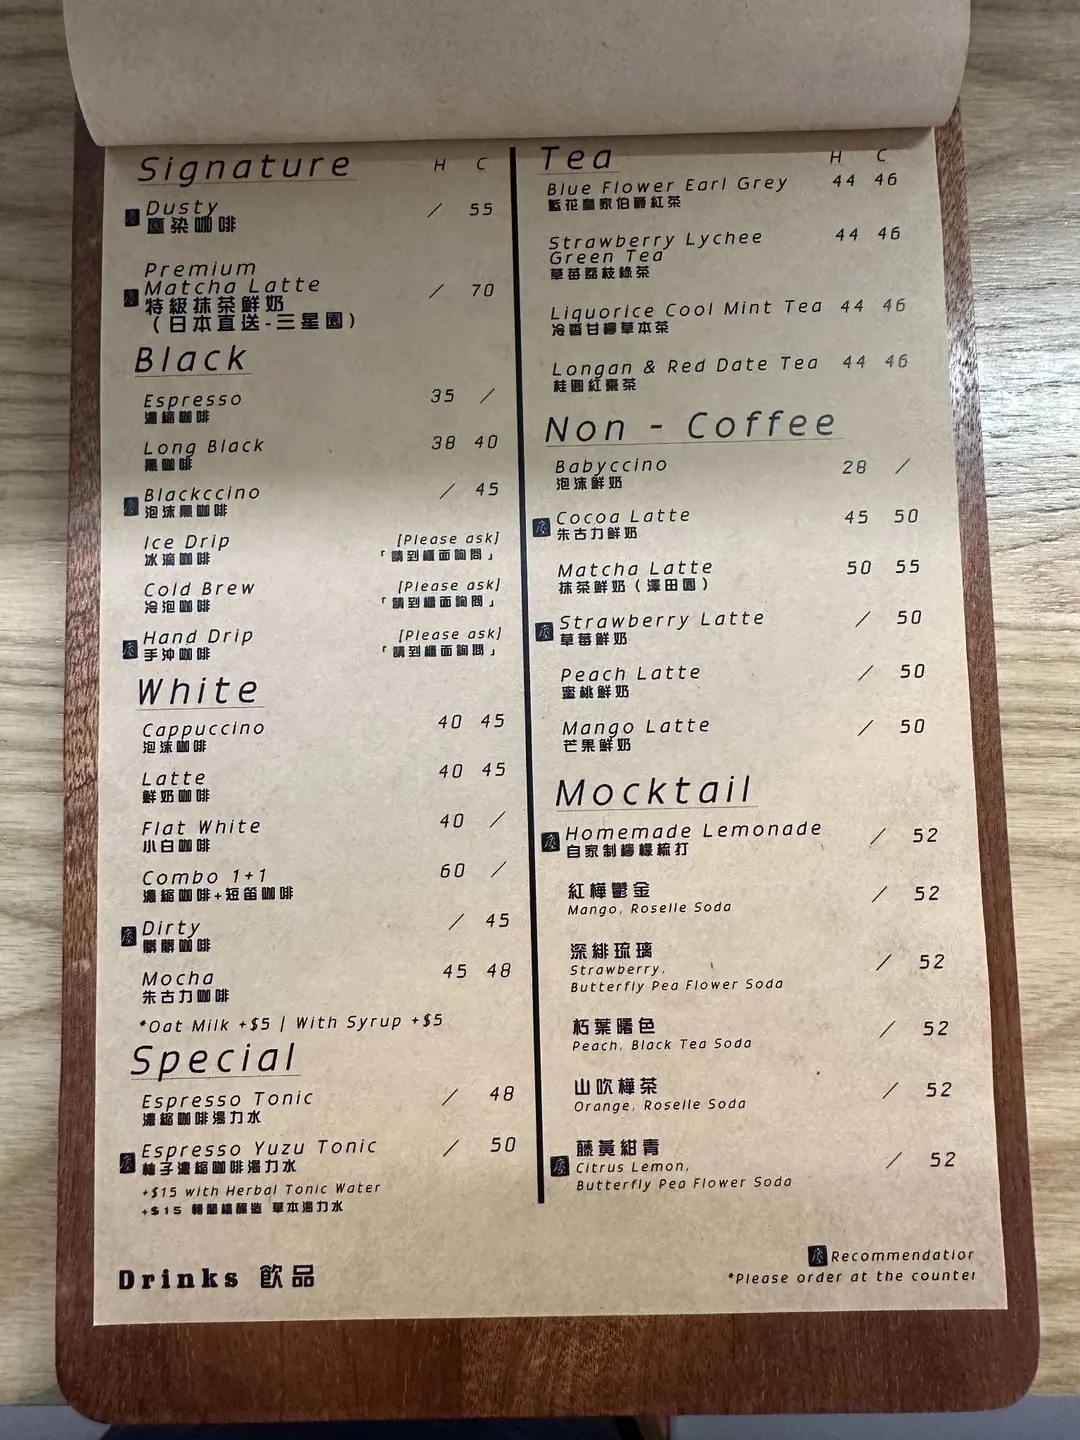 Signature H C
Dusty / 55
塵染咖啡
Premium
Matcha Latte / 70
特級抹茶鮮奶
（日本直送-三星園）
Black
Espresso 35 /
濃縮咖啡
Long Black 38 40
黑咖啡
Blackccino / 45
泡沫黑咖啡
Ice Drip [Please ask]
冰滴咖啡 「請到櫃面詢問」
Cold Brew [Please ask]
冷泡咖啡 「請到櫃面詢問」
Hand Drip [Please ask]
手沖咖啡 「請到櫃面詢問」
White
Cappuccino 40 45
泡沫咖啡
Latte 40 45
鮮奶咖啡
Flat White 40 /
小白咖啡
Combo 1+1 60 /
濃縮咖啡+短笛咖啡
Dirty / 45
髒髒咖啡
Mocha 45 48
朱古力咖啡
*Oat Milk +$5 | With Syrup +$5
Special
Espresso Tonic / 48
濃縮咖啡湯力水
Espresso Yuzu Tonic / 50
柚子濃縮咖啡湯力水
+$15 with Herbal Tonic Water
+$15 草本湯力水
Drinks 飲品
Tea H C
Blue Flower Earl Grey 44 46
藍花皇家伯爵紅茶
Strawberry Lychee 44 46
Green Tea
草莓荔枝綠茶
Liquorice Cool Mint Tea 44 46
冷香甘檸草本茶
Longan & Red Date Tea 44 46
桂圓紅棗茶
Non - Coffee
Babyccino 28 /
泡沫鮮奶
Cocoa Latte 45 50
朱古力鮮奶
Matcha Latte 50 55
抹茶鮮奶（澤田園）
Strawberry Latte / 50
草莓鮮奶
Peach Latte / 50
蜜桃鮮奶
Mango Latte / 50
芒果鮮奶
Mocktail
Homemade Lemonade / 52
自家制檸檬梳打
紅樺鬱金 / 52
Mango, Roselle Soda
深緋琉璃 / 52
Strawberry,
Butterfly Pea Flower Soda
朽葉曙色 / 52
Peach, Black Tea Soda
山吹樺茶 / 52
Orange, Roselle Soda
藤黃紺青 / 52
Citrus Lemon,
Butterfly Pea Flower Soda
Recommendation
*Please order at the counter